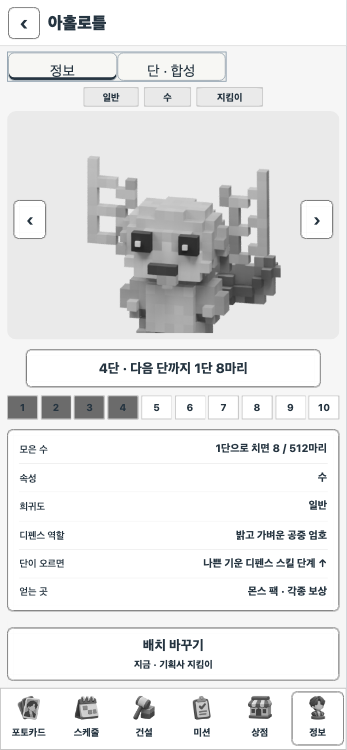 아홀로틀
정보
단 · 합성
일반
수
지킴이
4단 · 다음 단까지 1단 8마리
1 2 3 4 5 6 7 8 9 10
모은 수 1단으로 치면 8 / 512마리
속성 수
희귀도 일반
디펜스 역할 밝고 가벼운 공중 엄호
단이 오르면 나쁜 기운 디펜스 스킬 단계 ↑
얻는 곳 몬스 팩 · 각종 보상
배치 바꾸기
지금 · 기획사 지킴이
포토카드 스케줄 건설 미션 상점 정보